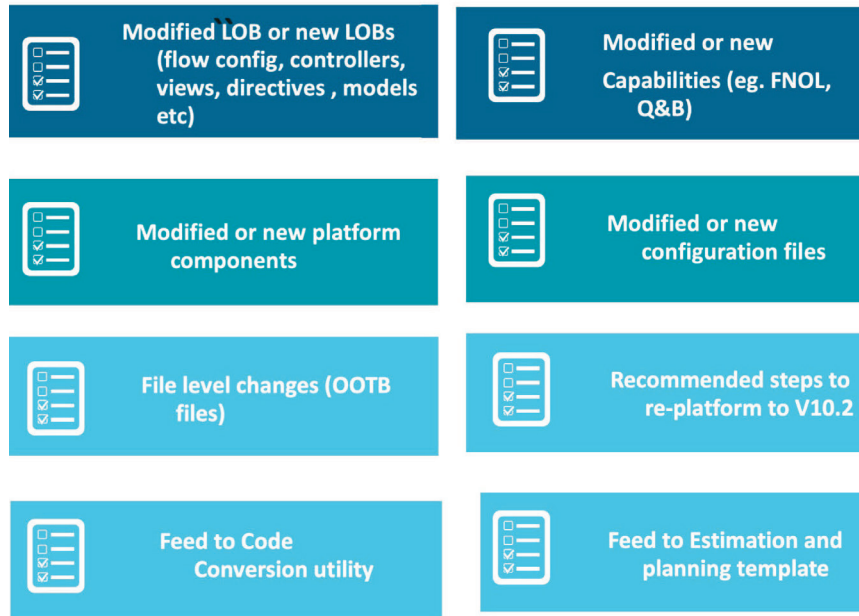 Modified LOB or new LOBs
(flow config, controllers,
views, directives , models
etc)
Modified or new
Capabilities (eg. FNOL,
Q&B)
Modified or new platform
components
Modified or new
configuration files
File level changes (OOTB
files)
Recommended steps to
re-platform to V10.2
Feed to Code
Conversion utility
Feed to Estimation and
planning template